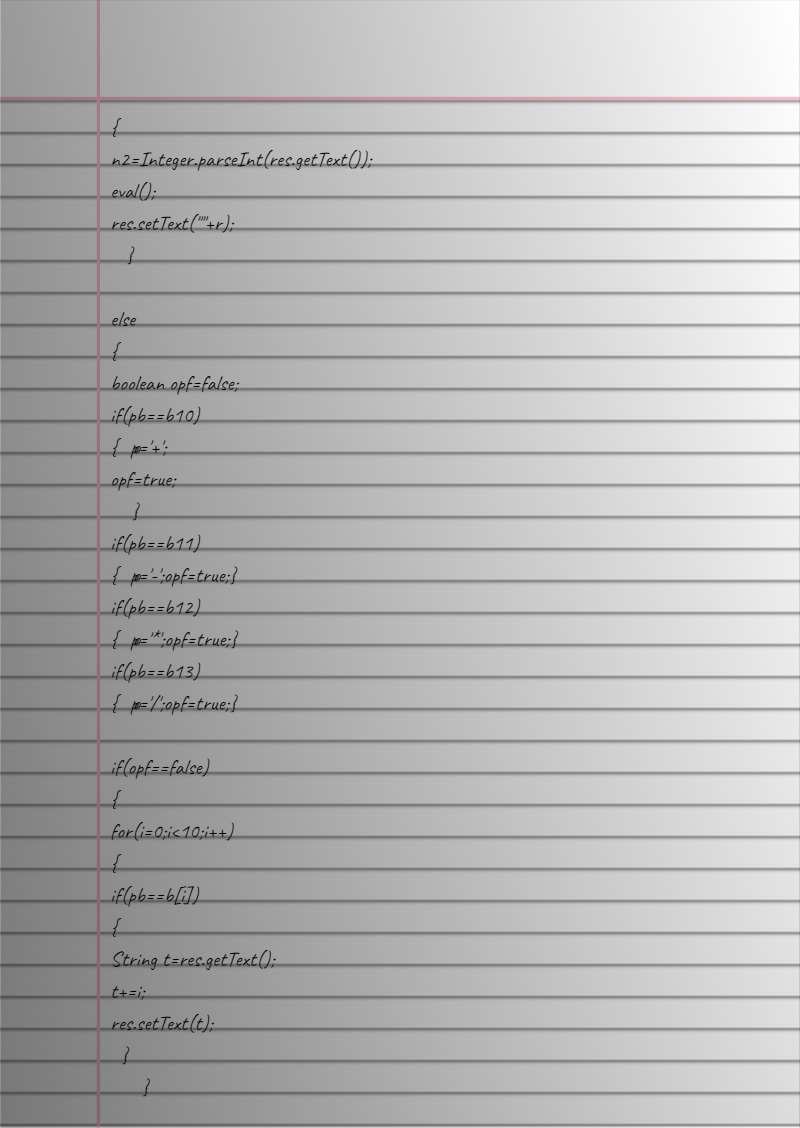 {
n2=Integer.parseInt(res.getText());
eval();
res.setText(""+r);
}
else
{
boolean opf=false;
if(pb==b10)
{ op='+';
opf=true;
}
if(pb==b11)
{ op='-';opf=true;}
if(pb==b12)
{ op='*';opf=true;}
if(pb==b13)
{ op='/';opf=true;}
if(opf==false)
{
for(i=0;i<10;i++)
{
if(pb==b[i])
{
String t=res.getText();
t+=i;
res.setText(t);
}
}